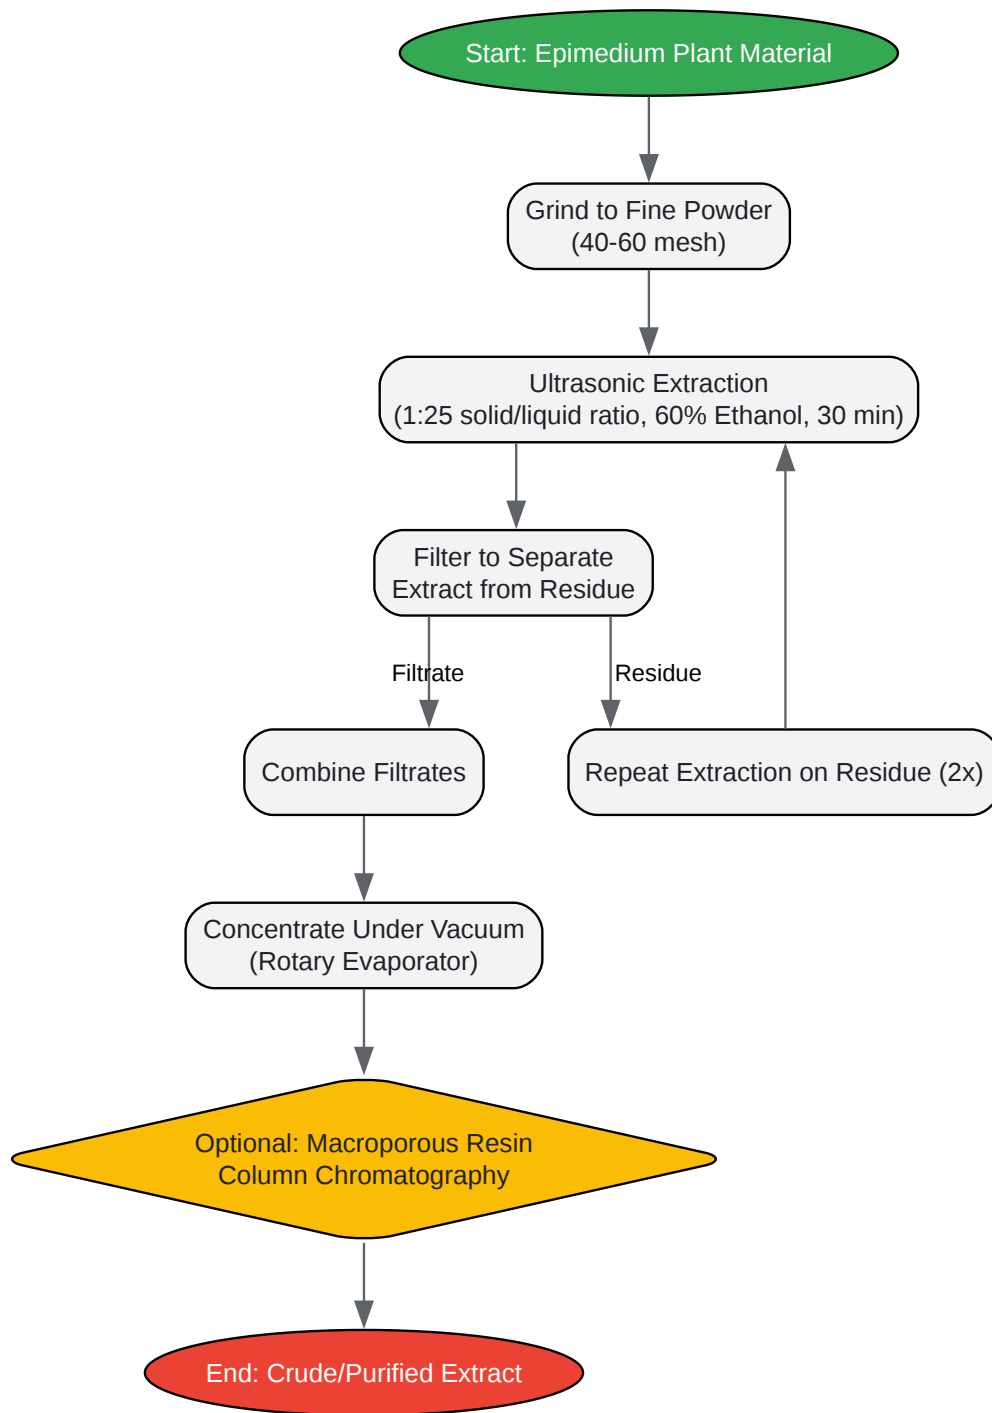 Start: Epimedium Plant Material
Grind to Fine Powder
(40-60 mesh)
Ultrasonic Extraction
(1:25 solid/liquid ratio, 60% Ethanol, 30 min)
Filter to Separate
Extract from Residue
Filtrate
Residue
Combine Filtrates
Repeat Extraction on Residue (2x)
Concentrate Under Vacuum
(Rotary Evaporator)
Optional: Macroporous Resin
Column Chromatography
End: Crude/Purified Extract